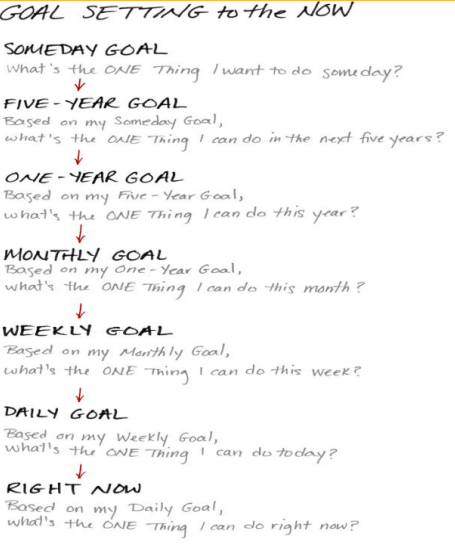 GOAL SETTING to the NOW
SOMEDAY GOAL
What's the ONE Thing I want to do someday?
FIVE-YEAR GOAL
Based on my Someday Goal,
what's the ONE Thing I can do in the next five years?
ONE-YEAR GOAL
Based on my Five-Year Goal,
what's the ONE Thing I can do this year?
MONTHLY GOAL
Based on my One-Year Goal,
what's the ONE Thing I can do this month?
WEEKLY GOAL
Based on my Monthly Goal,
what's the ONE Thing I can do this week?
DAILY GOAL
Based on my Weekly Goal,
what's the ONE Thing I can do today?
RIGHT NOW
Based on my Daily Goal,
what's the ONE Thing I can do right now?